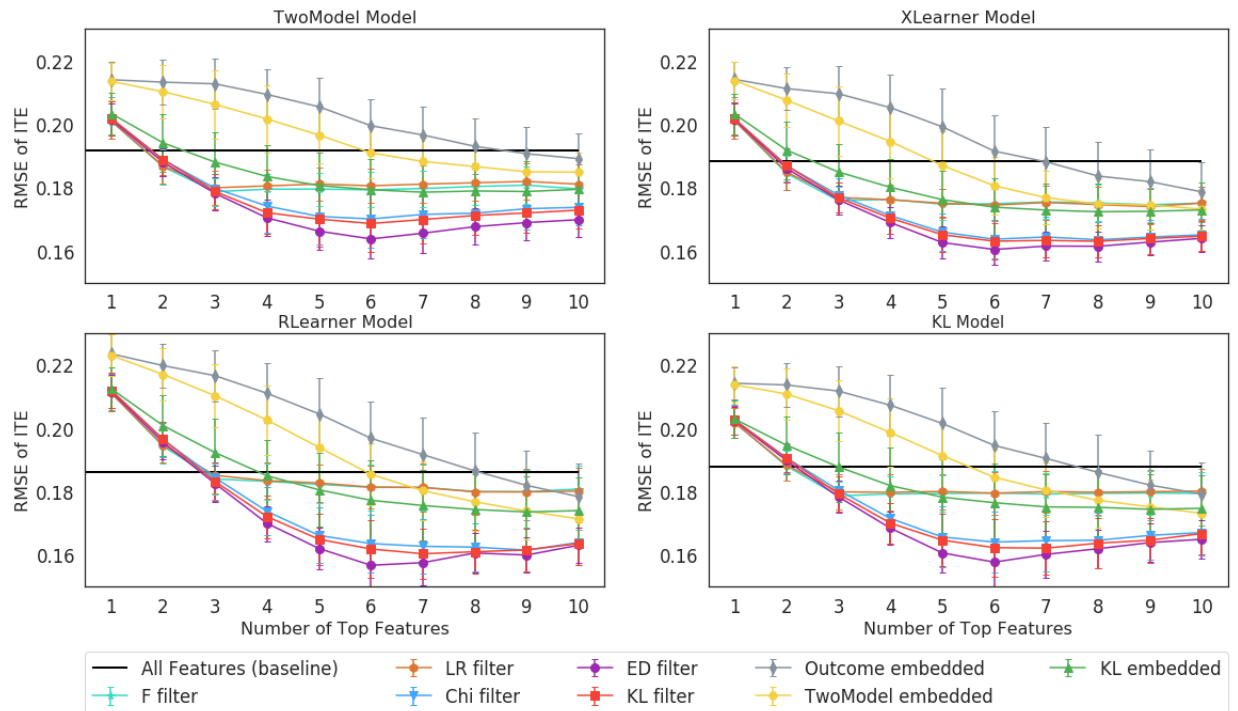 TwoModel Model
XLearner Model
RMSE of ITE
0.22
0.20
0.18
0.16
1 2 3 4 5 6 7 8 9 10
RMSE of ITE
0.22
0.20
0.18
0.16
1 2 3 4 5 6 7 8 9 10
RLearner Model
KL Model
RMSE of ITE
0.22
0.20
0.18
0.16
1 2 3 4 5 6 7 8 9 10
Number of Top Features
RMSE of ITE
0.22
0.20
0.18
0.16
1 2 3 4 5 6 7 8 9 10
Number of Top Features
All Features (baseline) LR filter ED filter Outcome embedded KL embedded
F filter Chi filter KL filter TwoModel embedded